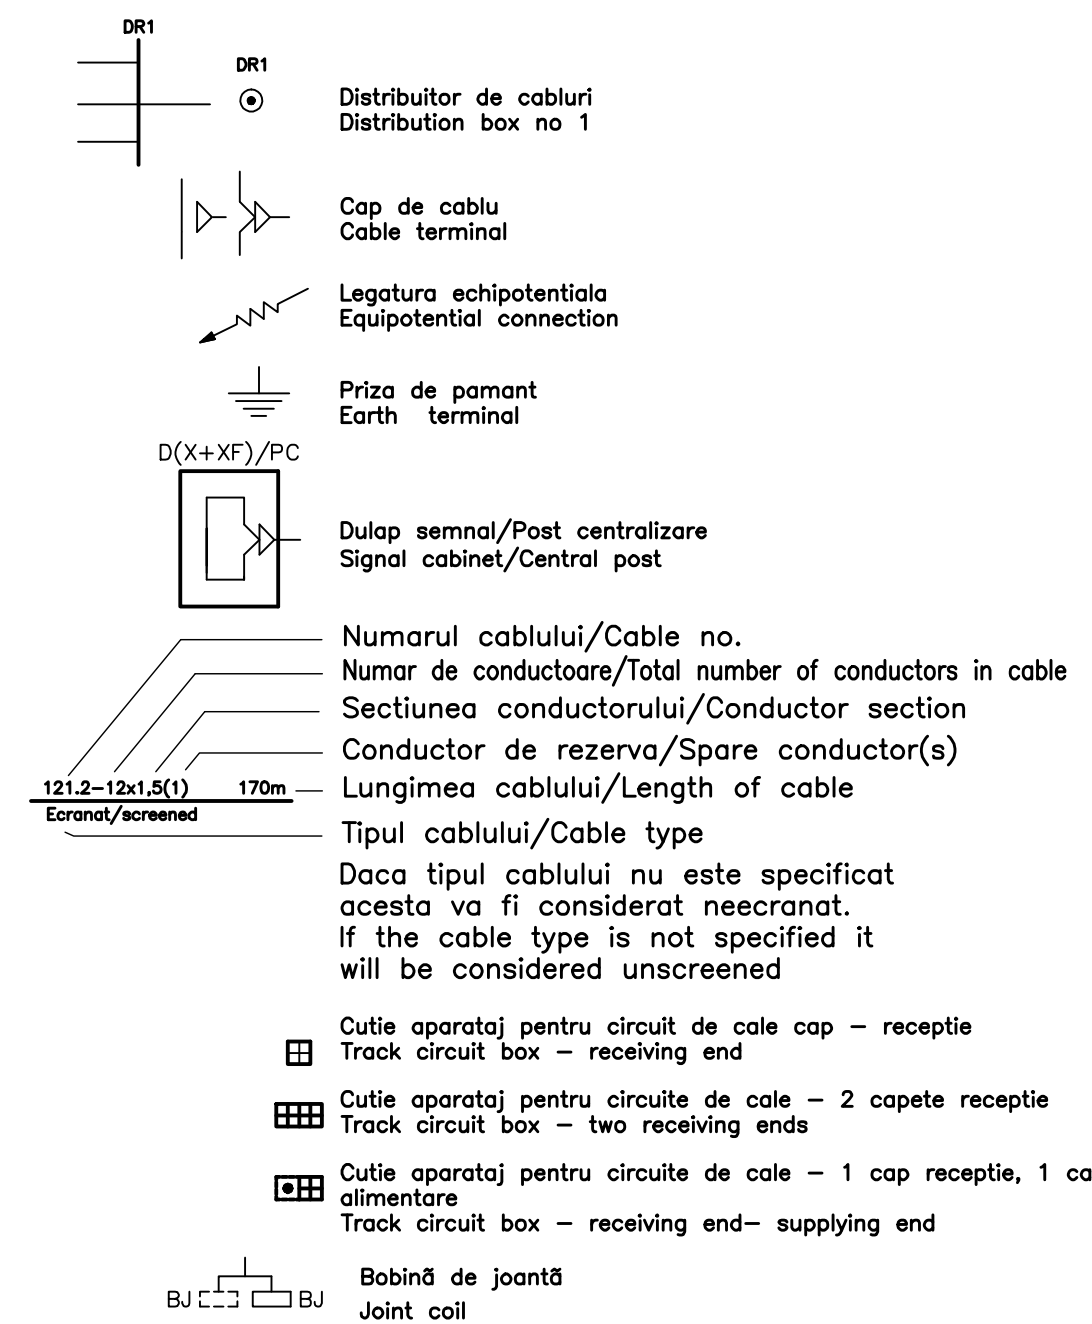 DR1
DR1
Distribuitor de cabluri
Distribution box no 1
Cap de cablu
Cable terminal
Legatura echipotentiala
Equipotential connection
Priza de pamant
Earth terminal
D(X+XF)/PC
Dulap semnal/Post centralizare
Signal cabinet/Central post
Numarul cablului/Cable no.
Numar de conductoare/Total number of conductors in cable
Sectiunea conductorului/Conductor section
Conductor de rezerva/Spare conductor(s)
121.2-12x1,5(1) 170m
Lungimea cablului/Length of cable
Ecranat/screened
Tipul cablului/Cable type
Daca tipul cablului nu este specificat
acesta va fi considerat neecranat.
If the cable type is not specified it
will be considered unscreened
Cutie aparataj pentru circuit de cale cap – receptie
Track circuit box – receiving end
Cutie aparataj pentru circuite de cale – 2 capete receptie
Track circuit box – two receiving ends
Cutie aparataj pentru circuite de cale – 1 cap receptie, 1 ca
alimentare
Track circuit box – receiving end– supplying end
BJ BJ
Bobinã de joantã
Joint coil